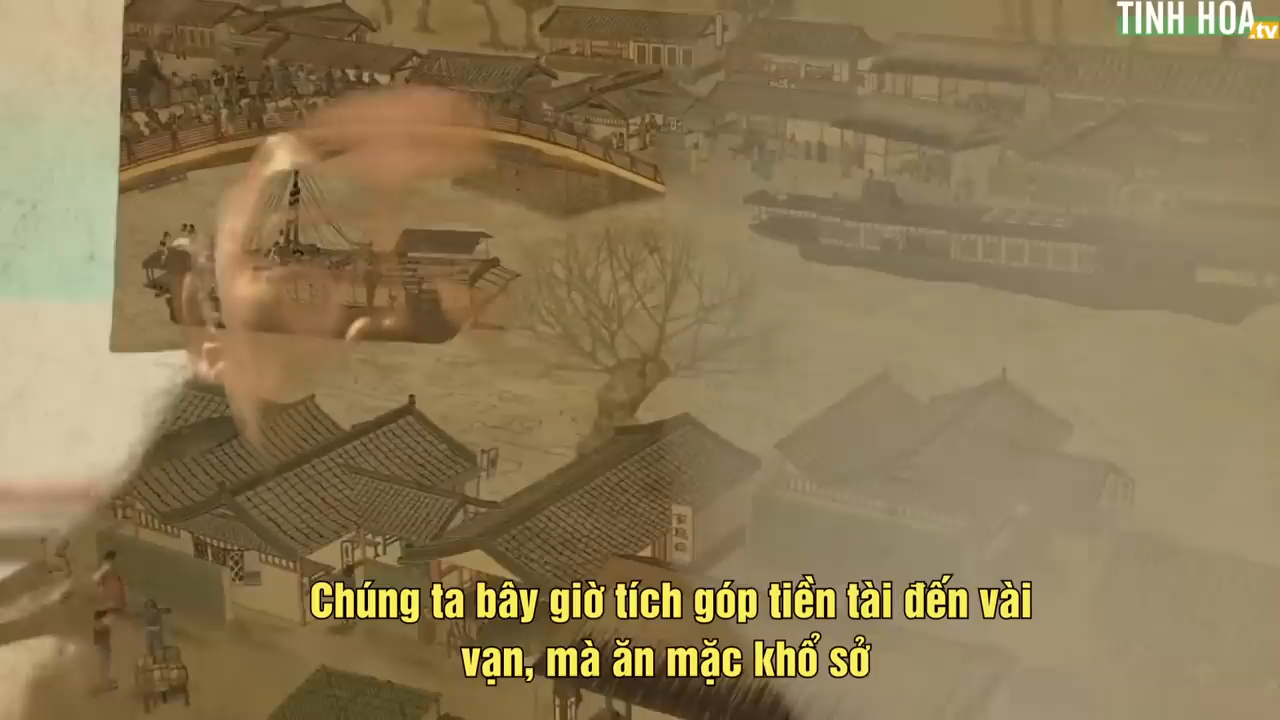 TINH HOA.tv
Chúng ta bây giờ tích góp tiền tài đến vài
vạn, mà ăn mặc khổ sở